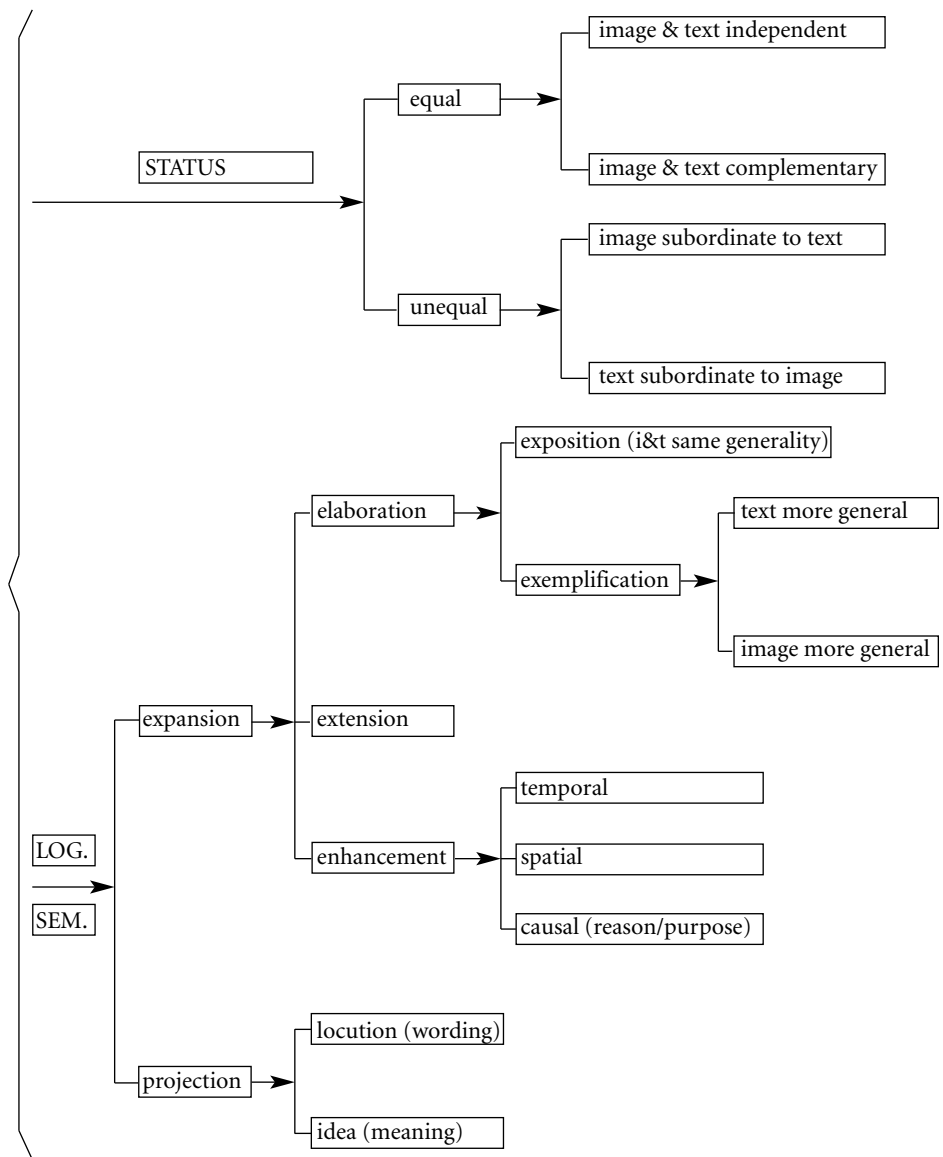 image & text independent
equal
STATUS
image & text complementary
image subordinate to text
unequal
text subordinate to image
exposition (i&t same generality)
elaboration
text more general
exemplification
image more general
expansion
extension
temporal
LOG.
enhancement
spatial
SEM.
causal (reason/purpose)
locution (wording)
projection
idea (meaning)